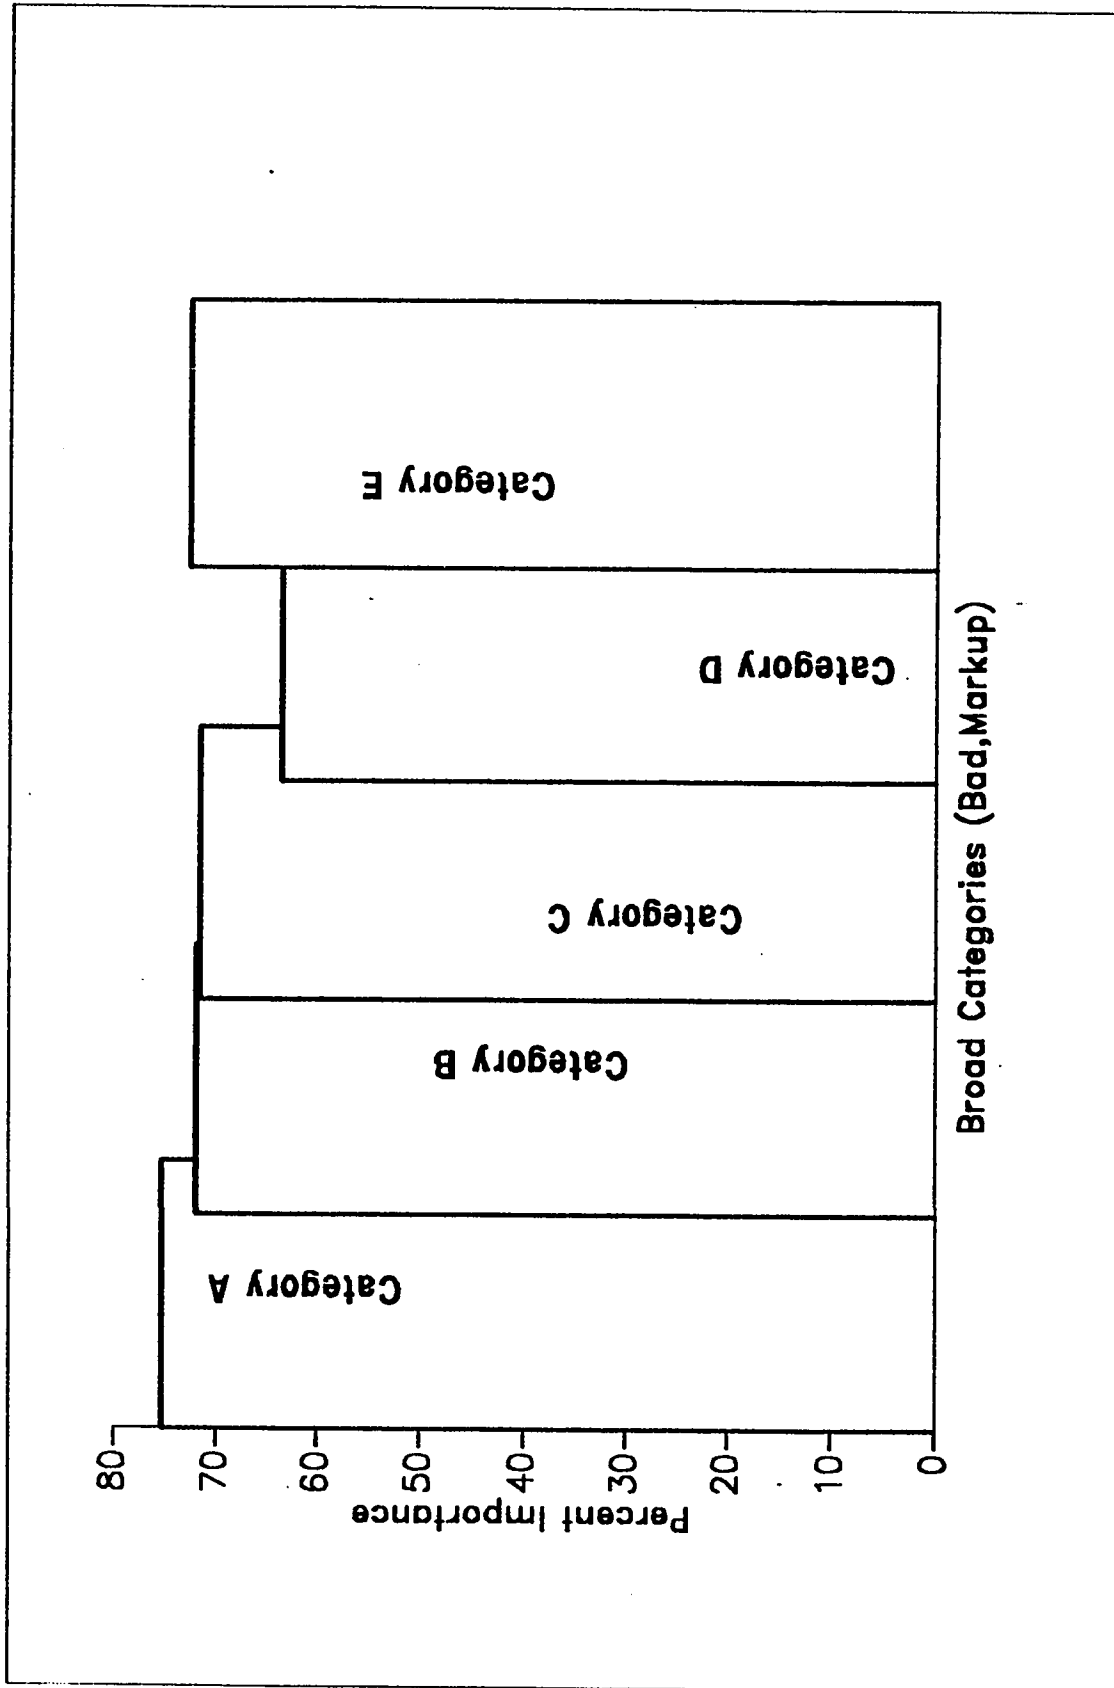 Percent Importance
80
70
60
50
40
30
20
10
0
Category A
Category B
Category C
Category D
Category E
Broad Categories (Bad,Markup)